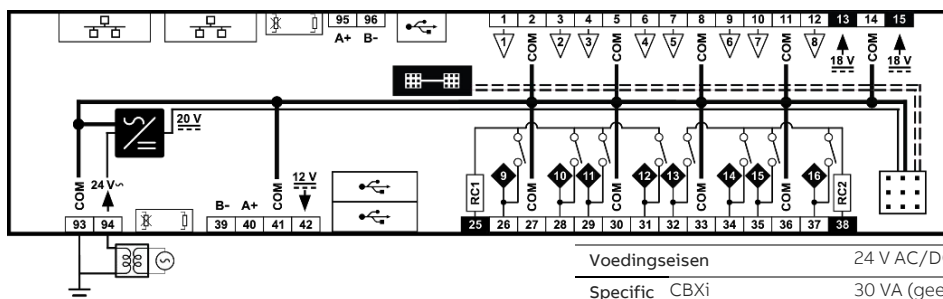 95 96
A+ B-
1 2 3 4 5 6 7 8 9 10 11 12 13 14 15
1 COM 2 3 COM 4 5 COM 6 7 COM 8 18 V COM 18 V
20 V
COM 24 V~ COM 12 V
RC1 9 COM 10 11 COM 12 13 COM 14 15 COM 16 RC2
B- A+
93 94 39 40 41 42 25 26 27 28 29 30 31 32 33 34 35 36 37 38
Voedingseisen 24 V AC/D
Specific CBXi 30 VA (gee